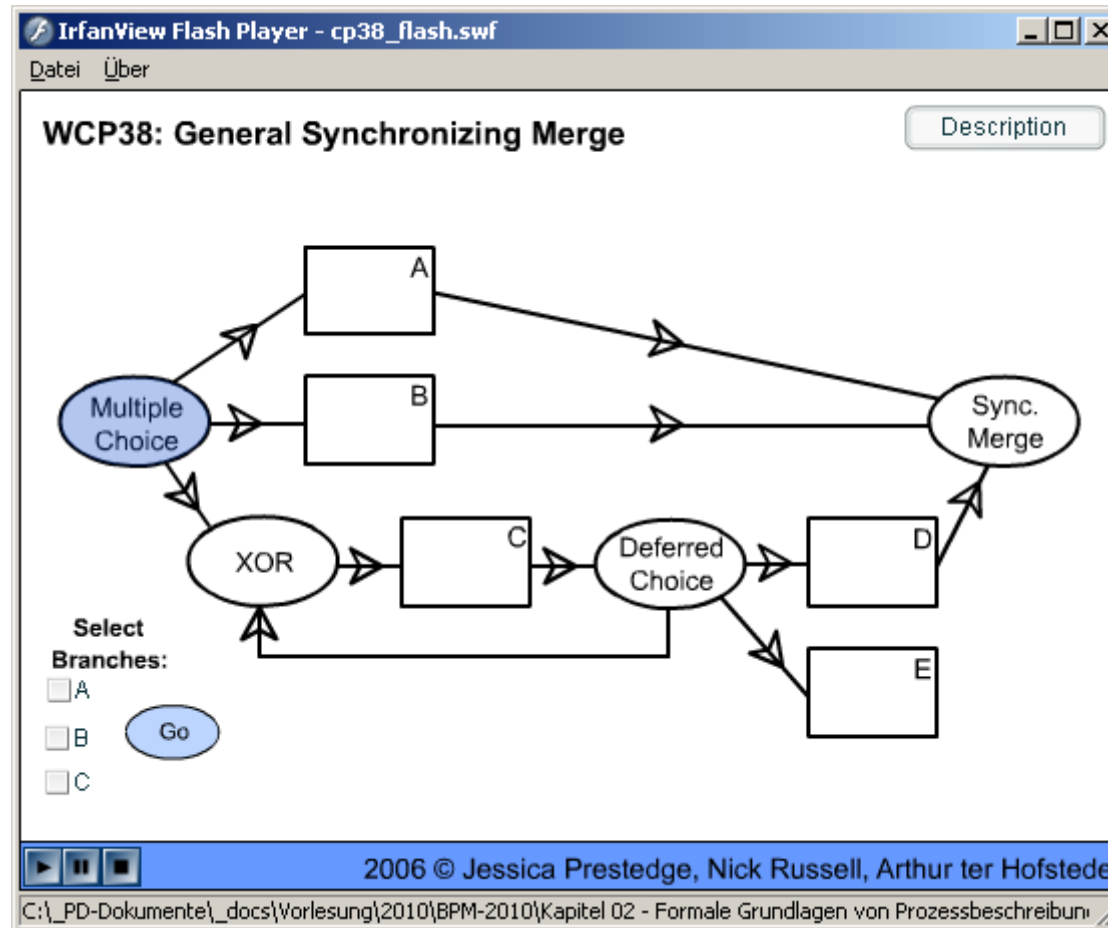 IrfanView Flash Player - cp38_flash.swf
Datei Über
WCP38: General Synchronizing Merge
Description
A
Multiple
Choice
B
Sync.
Merge
XOR
C
Deferred
Choice
D
E
Select
Branches:
A
B
C
Go
2006 © Jessica Prestedge, Nick Russell, Arthur ter Hofstede
C:\_PD-Dokumente\_docs\Vorlesung\2010\BPM-2010\Kapitel 02 - Formale Grundlagen von